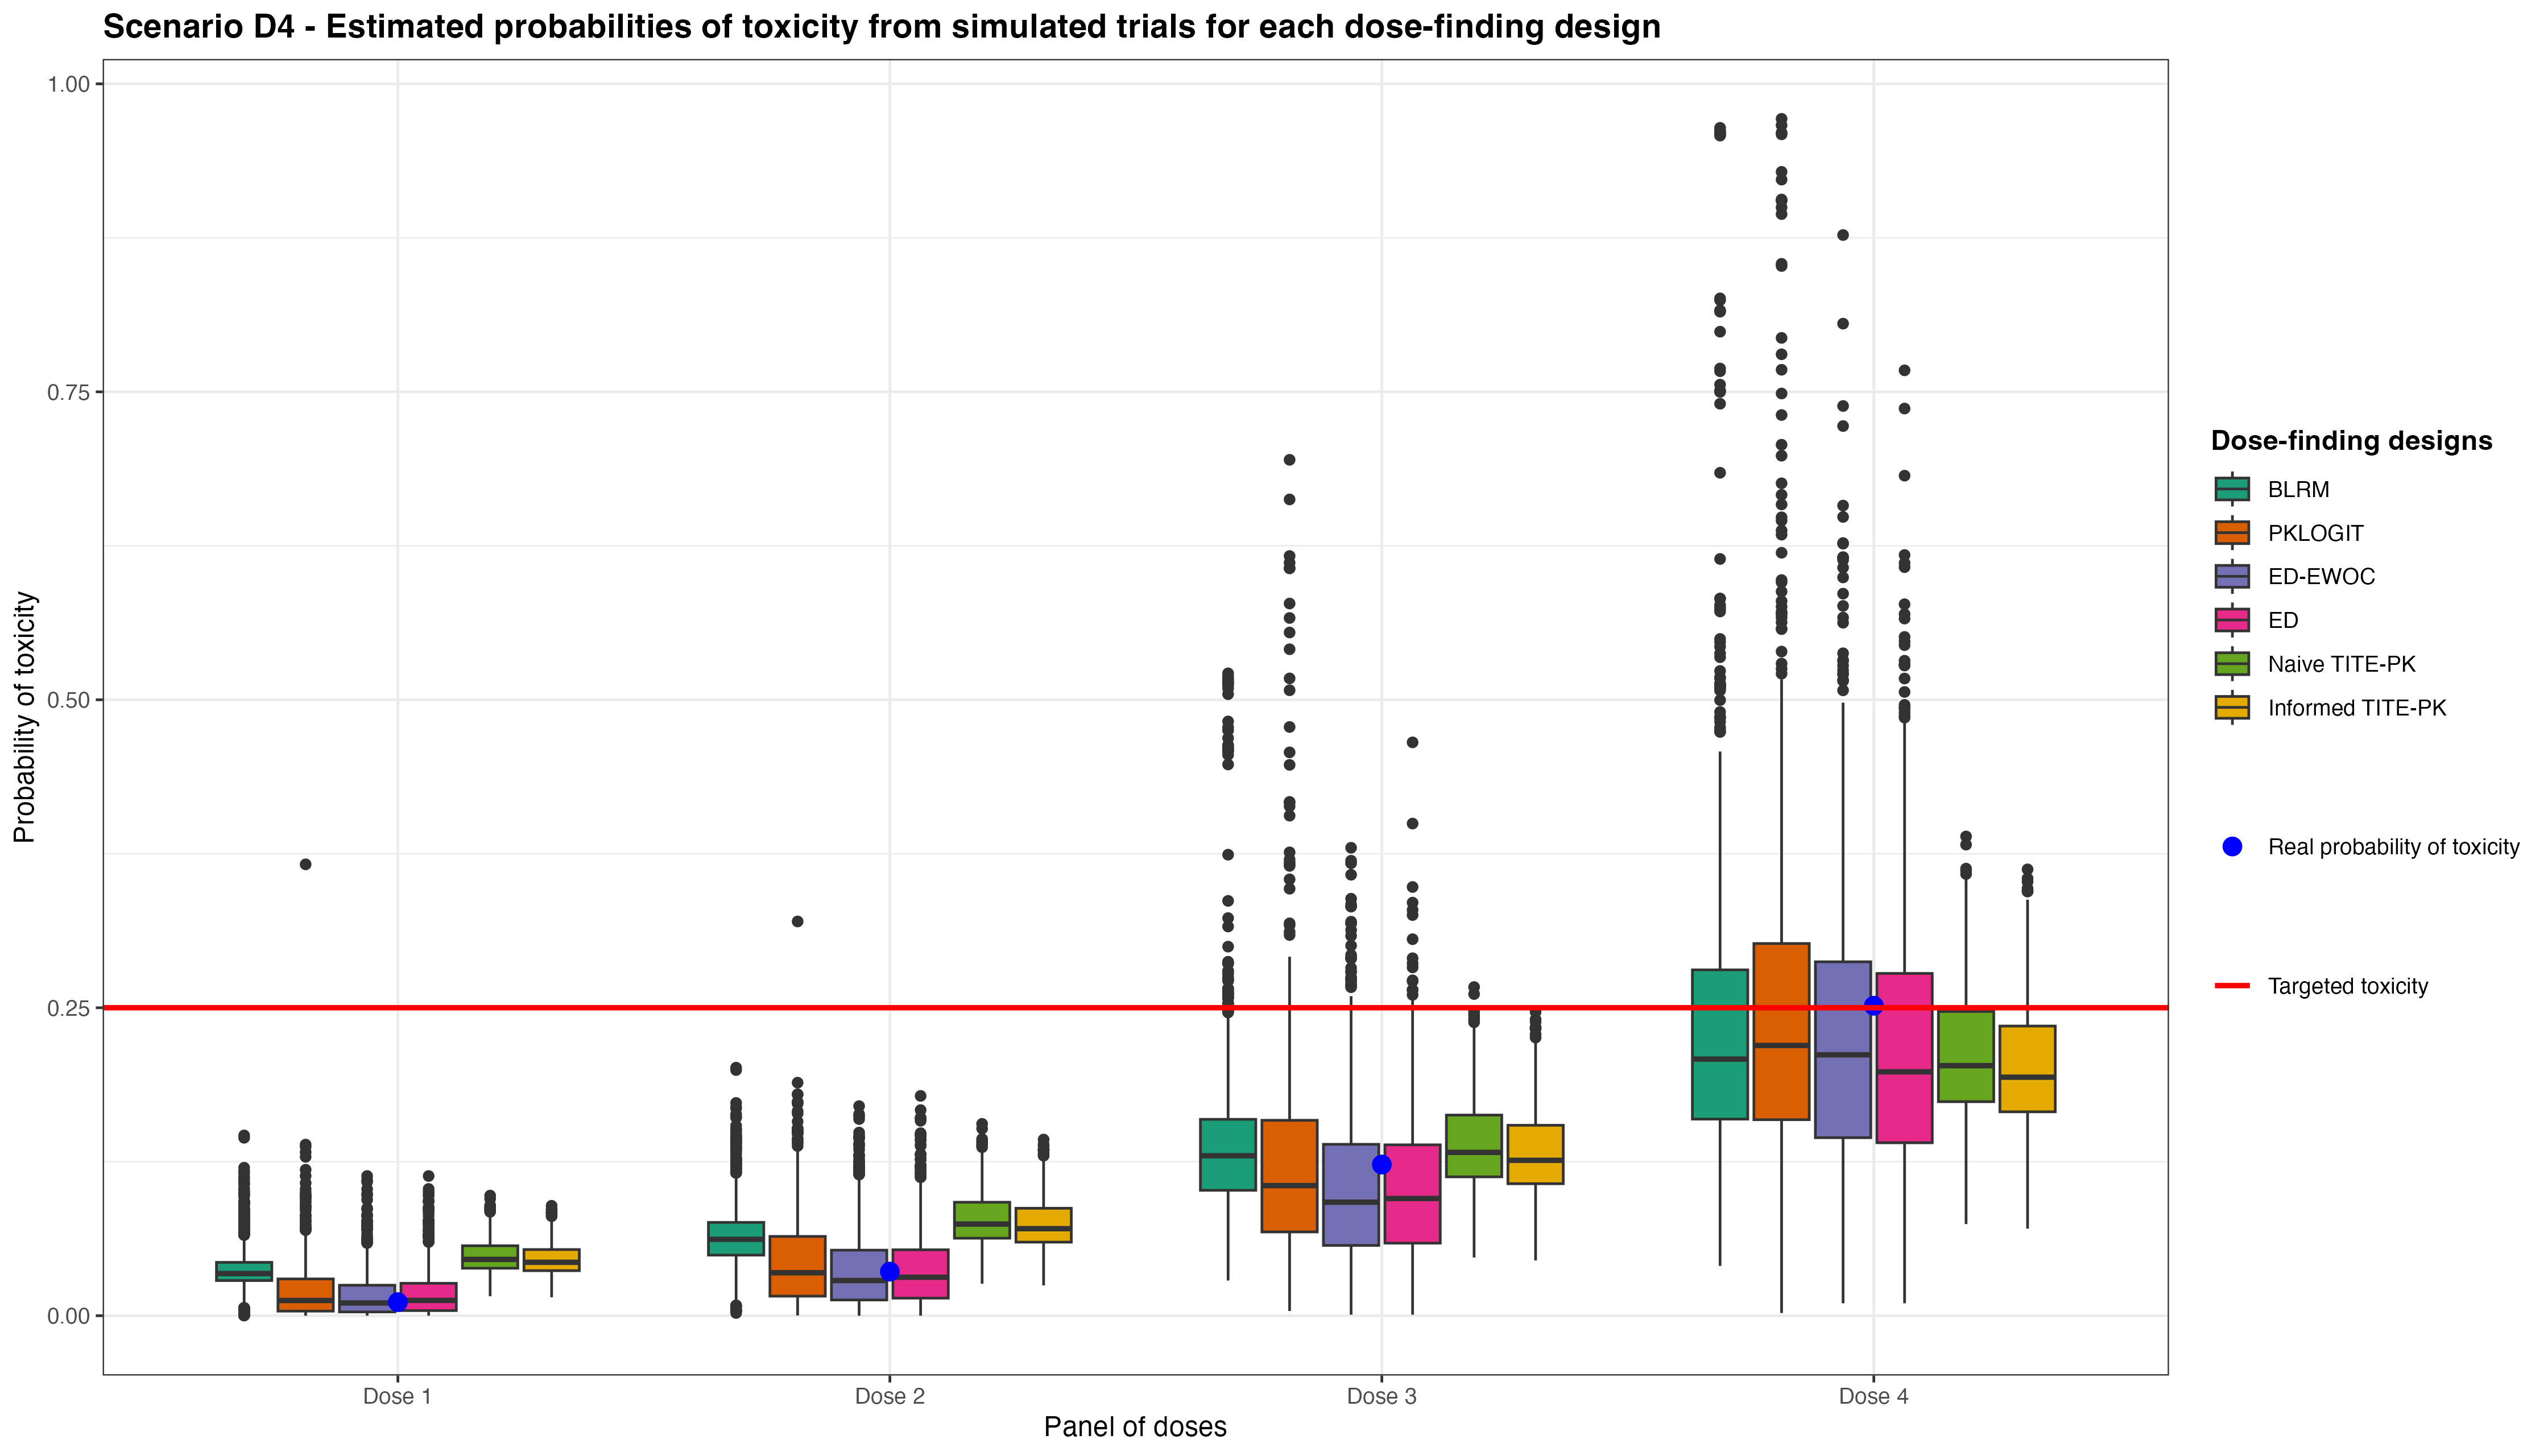 Scenario D4 - Estimated probabilities of toxicity from simulated trials for each dose-finding design
Probability of toxicity
1.00
0.75
0.50
0.25
0.00
Dose 1
Dose 2
Dose 3
Dose 4
Panel of doses
Dose-finding designs
BLRM
PKLOGIT
ED-EWOC
ED
Naive TITE-PK
Informed TITE-PK
Real probability of toxicity
Targeted toxicity